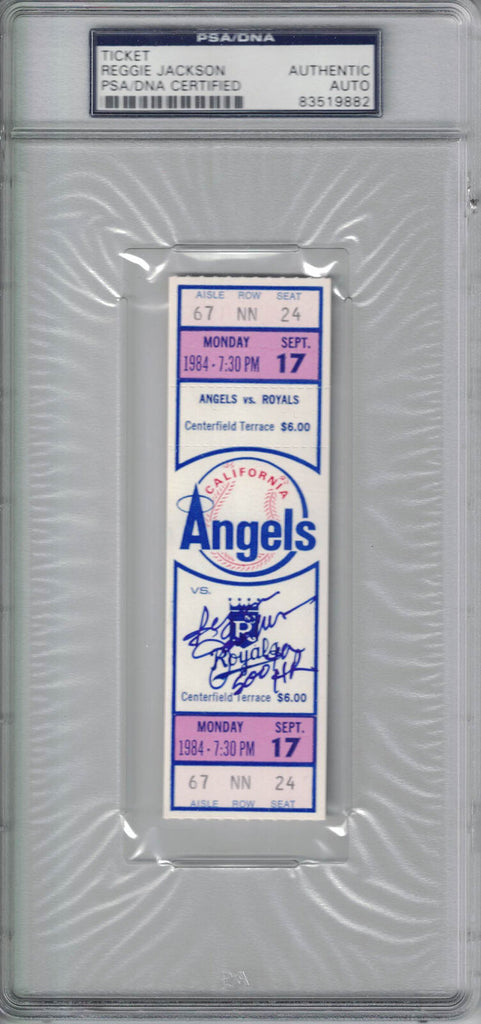 PSA/DNA
TICKET
REGGIE JACKSON AUTHENTIC
PSA/DNA CERTIFIED AUTO
83519882
AISLE ROW SEAT
67 NN 24
MONDAY SEPT.
1984 - 7:30 PM 17
ANGELS vs. ROYALS
Centerfield Terrace $6.00
CALIFORNIA
Angels
VS.
R
Royals
500th HR
Centerfield Terrace $6.00
MONDAY SEPT.
1984 - 7:30 PM 17
67 NN 24
AISLE ROW SEAT